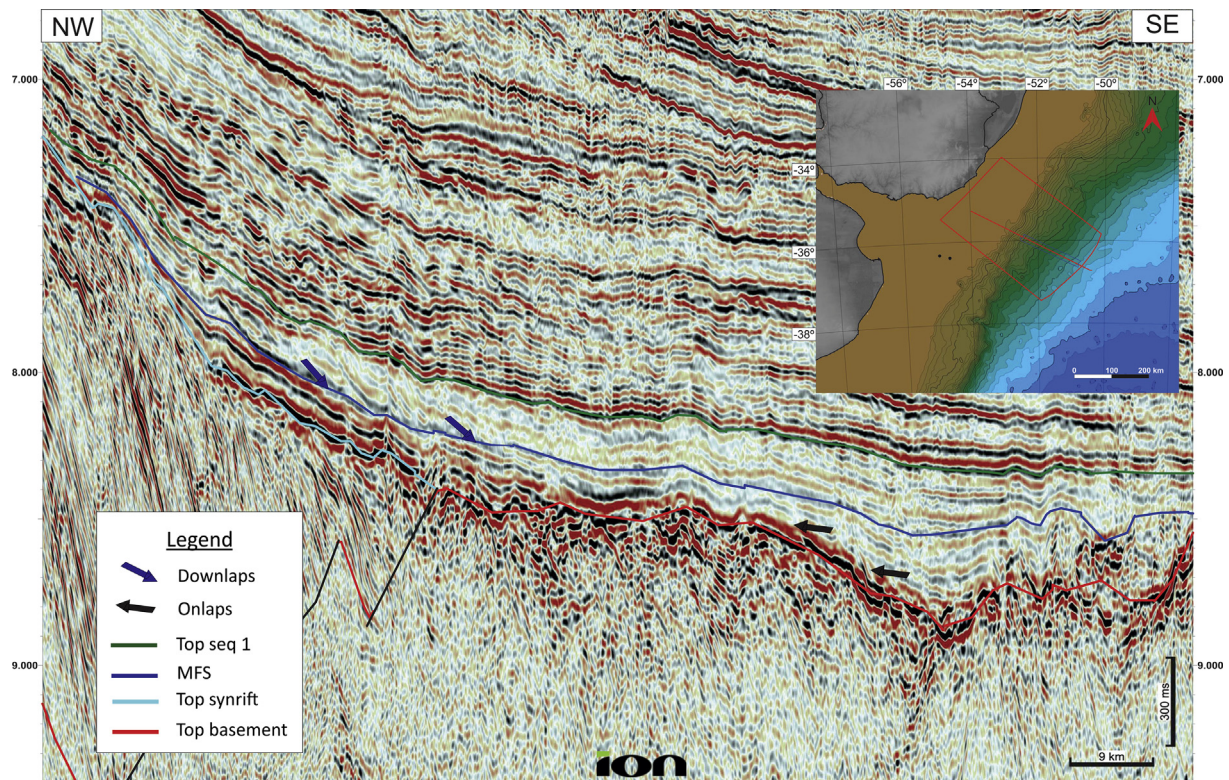 NW
SE
7.000
7.000
-56°
-54°
-52°
-50°
N
-34°
-36°
-38°
0 100 200 km
8.000
8.000
Legend
Downlaps
Onlaps
Top seq 1
MFS
Top synrift
Top basement
9.000
9.000
300 ms
9 km
ion